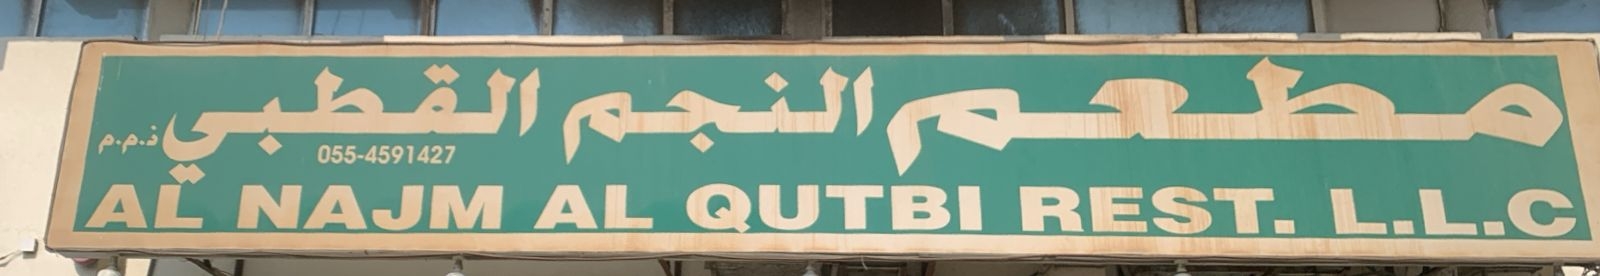 مطعم النجم القطبي ذ.م.م
055-4591427
AL NAJM AL QUTBI REST. L.L.C